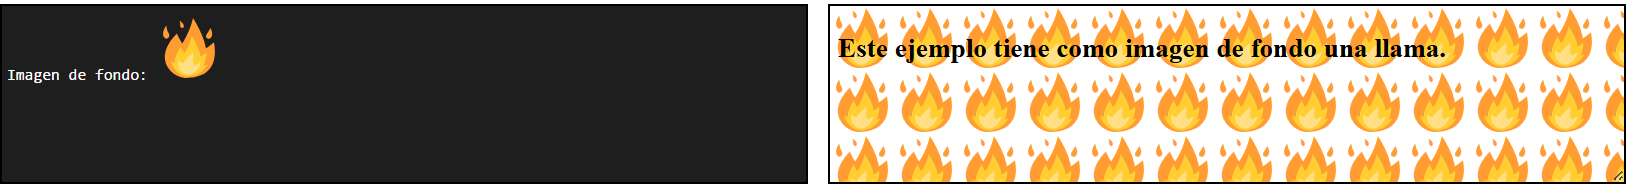 Imagen de fondo:
Este ejemplo tiene como imagen de fondo una llama.